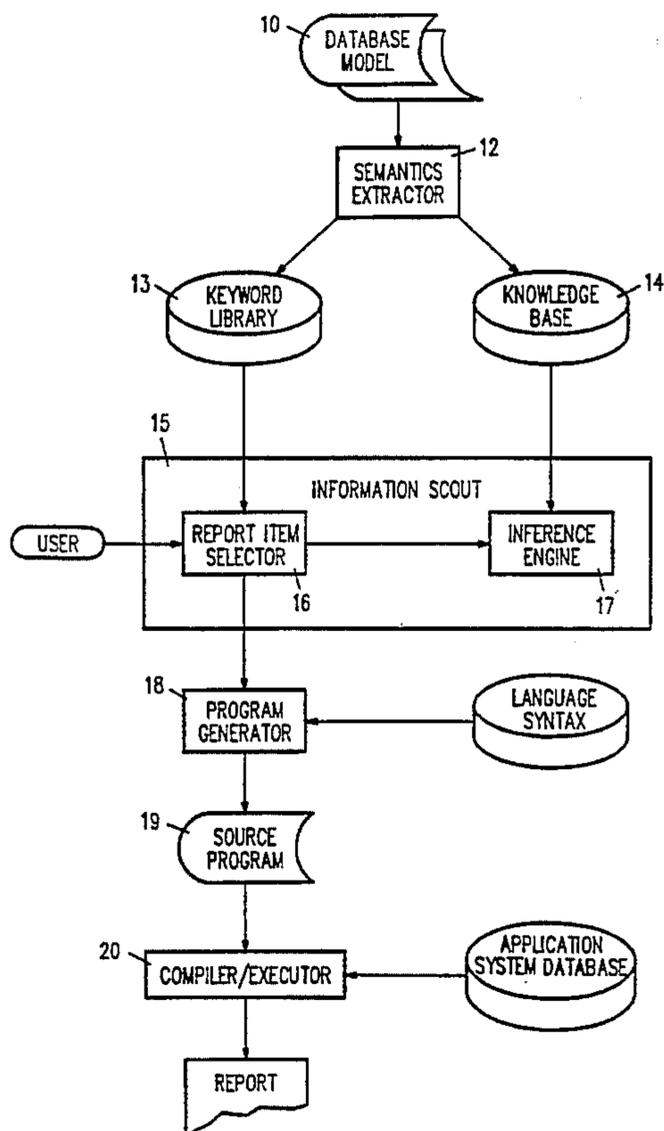 10
DATABASE
MODEL
12
SEMANTICS
EXTRACTOR
13
KEYWORD
LIBRARY
14
KNOWLEDGE
BASE
15
INFORMATION SCOUT
USER
REPORT ITEM
SELECTOR
16
INFERENCE
ENGINE
17
18
PROGRAM
GENERATOR
LANGUAGE
SYNTAX
19
SOURCE
PROGRAM
20
COMPILER/EXECUTOR
APPLICATION
SYSTEM DATABASE
REPORT